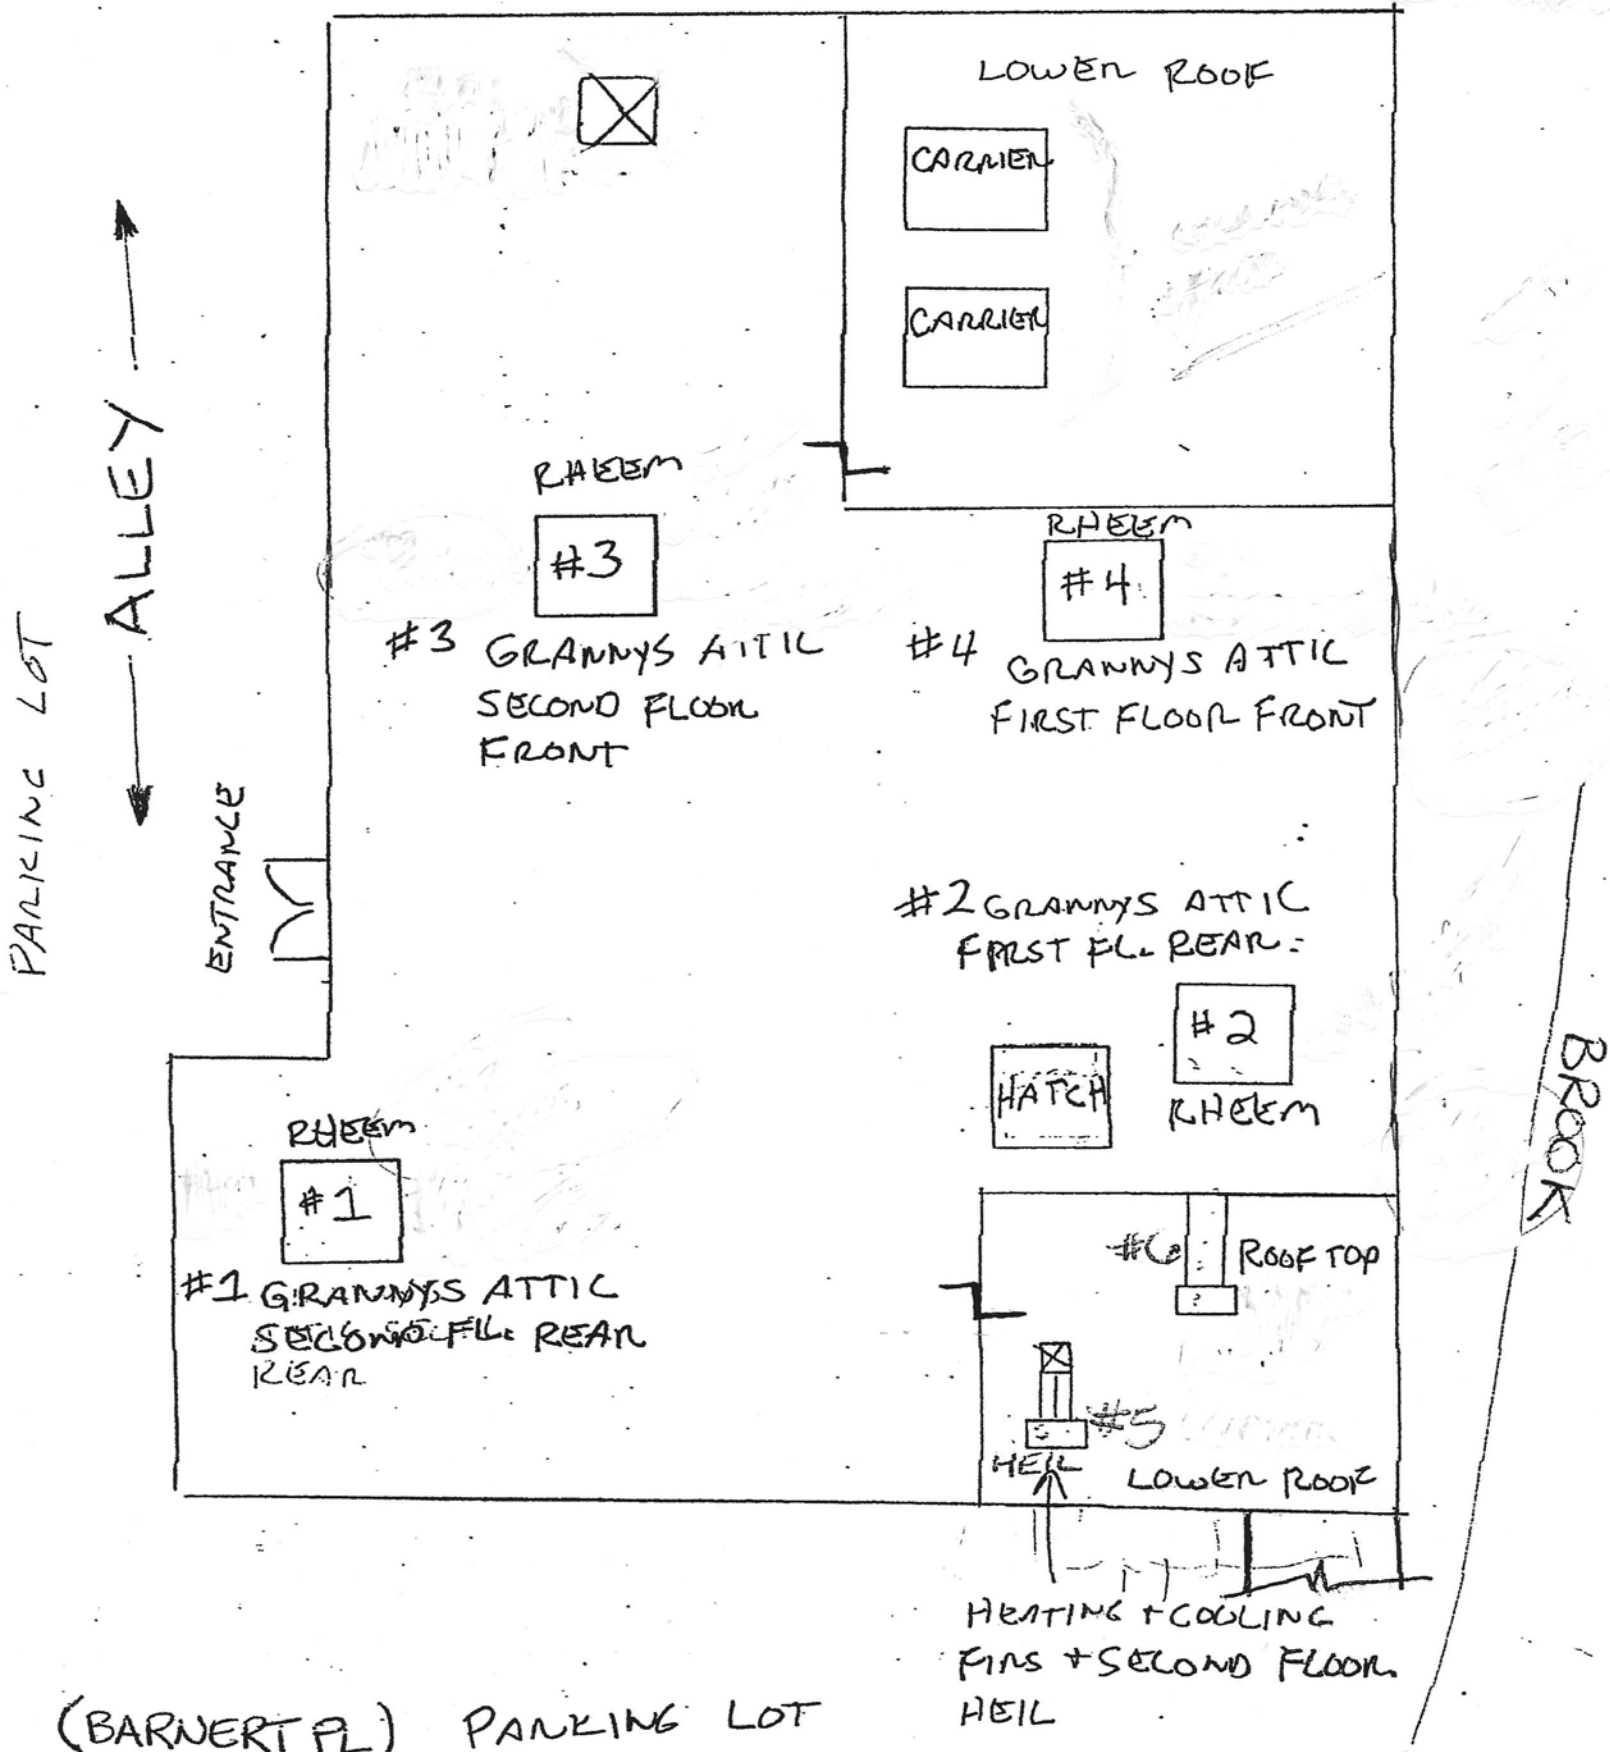 LOWER ROOF
CARRIER
CARRIER
ALLEY
PARKING LOT
ENTRANCE
RHEEM
#3
#3 GRANNYS ATTIC
SECOND FLOOR
FRONT
RHEEM
#4
#4 GRANNYS ATTIC
FIRST FLOOR FRONT
#2 GRANNYS ATTIC
FIRST FL. REAR
#2
RHEEM
HATCH
BROOK
RHEEM
#1
#1 GRANNYS ATTIC
SECOND FL. REAR
REAR
#6 ROOF TOP
#5
HEIL
LOWER ROOF
HEATING + COOLING
FIRS + SECOND FLOOR
HEIL
(BARNERT PL) PARKING LOT